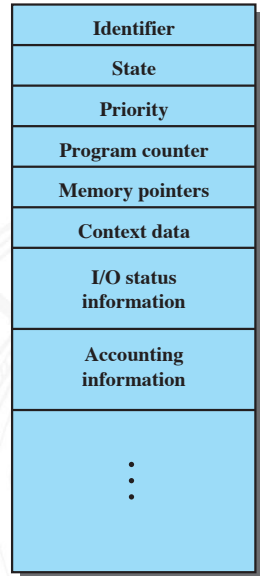 Identifier
State
Priority
Program counter
Memory pointers
Context data
I/O status
information
Accounting
information